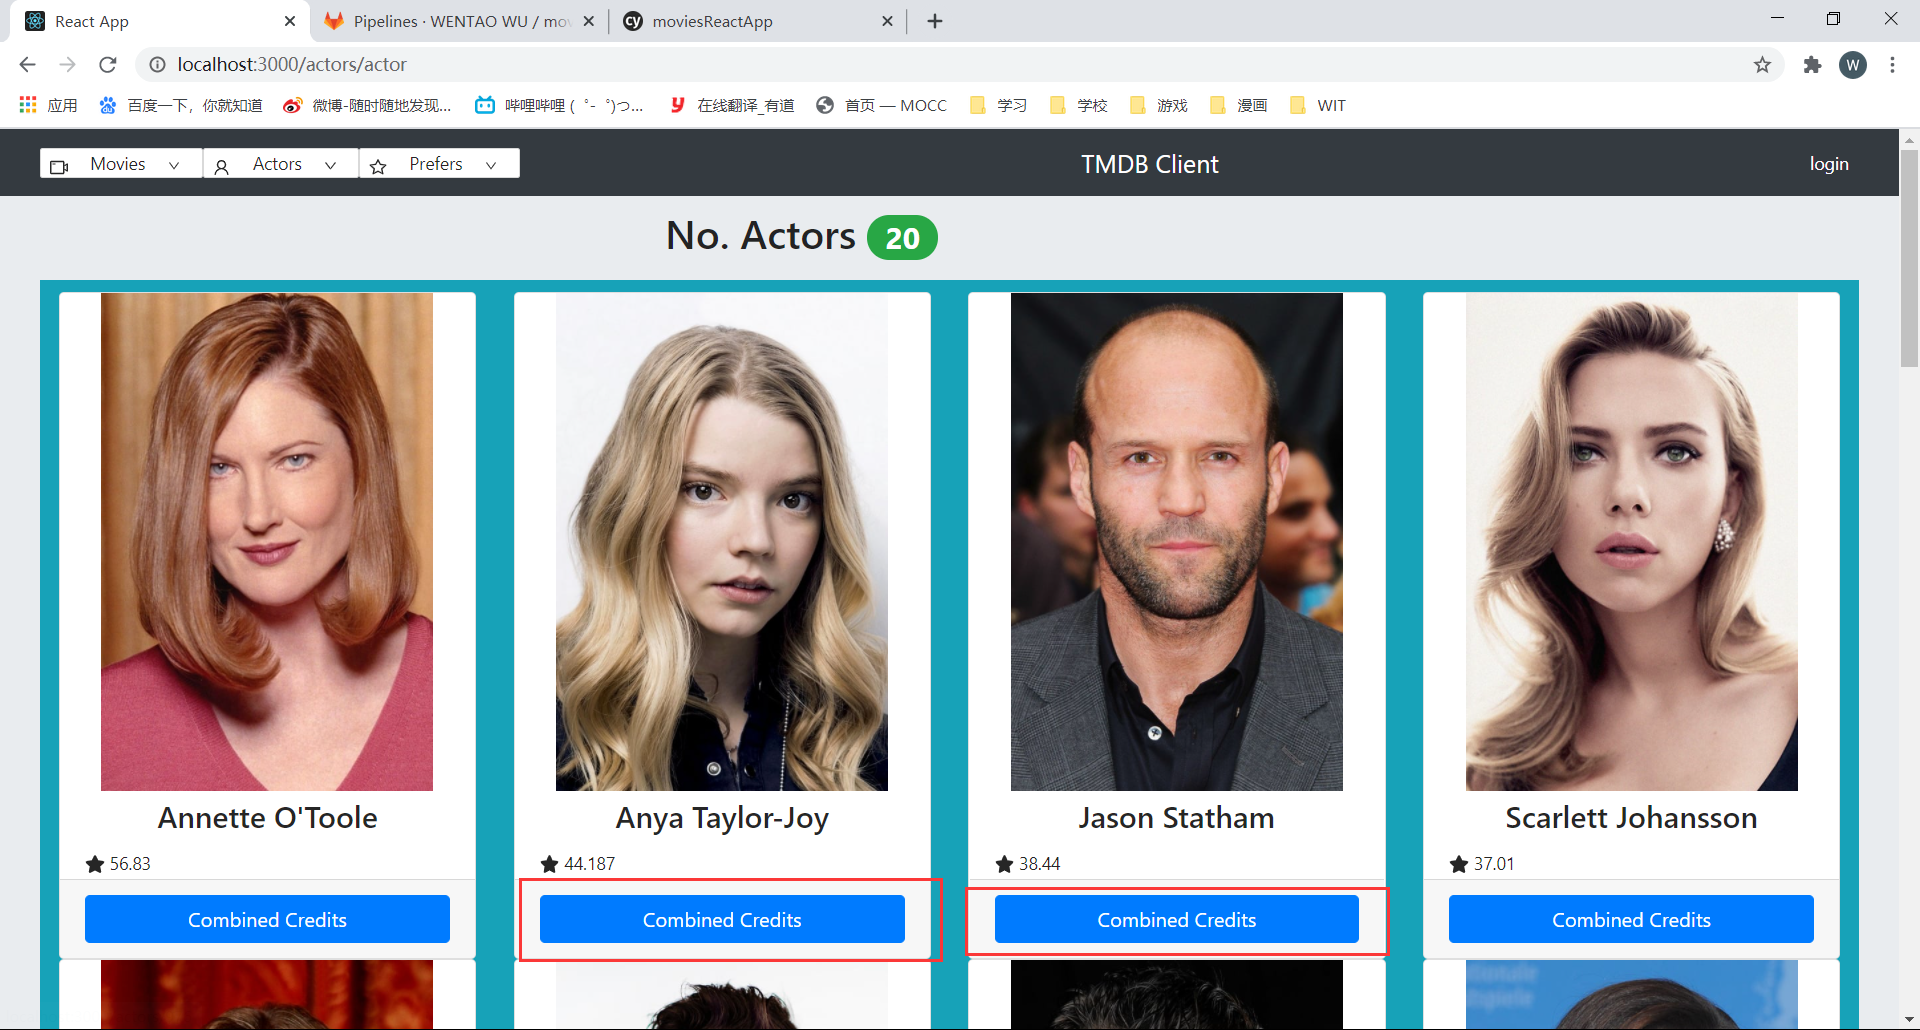 React App
Pipelines · WENTAO WU / mov
moviesReactApp
localhost:3000/actors/actor
W
应用
百度一下，你就知道
微博-随时随地发现...
哔哩哔哩 ( ゜- ゜)つ...
在线翻译_有道
首页 — MOCC
学习
学校
游戏
漫画
WIT
Movies
Actors
Prefers
TMDB Client
login
No. Actors 20
Annette O'Toole
Anya Taylor-Joy
Jason Statham
Scarlett Johansson
56.83
44.187
38.44
37.01
Combined Credits
Combined Credits
Combined Credits
Combined Credits